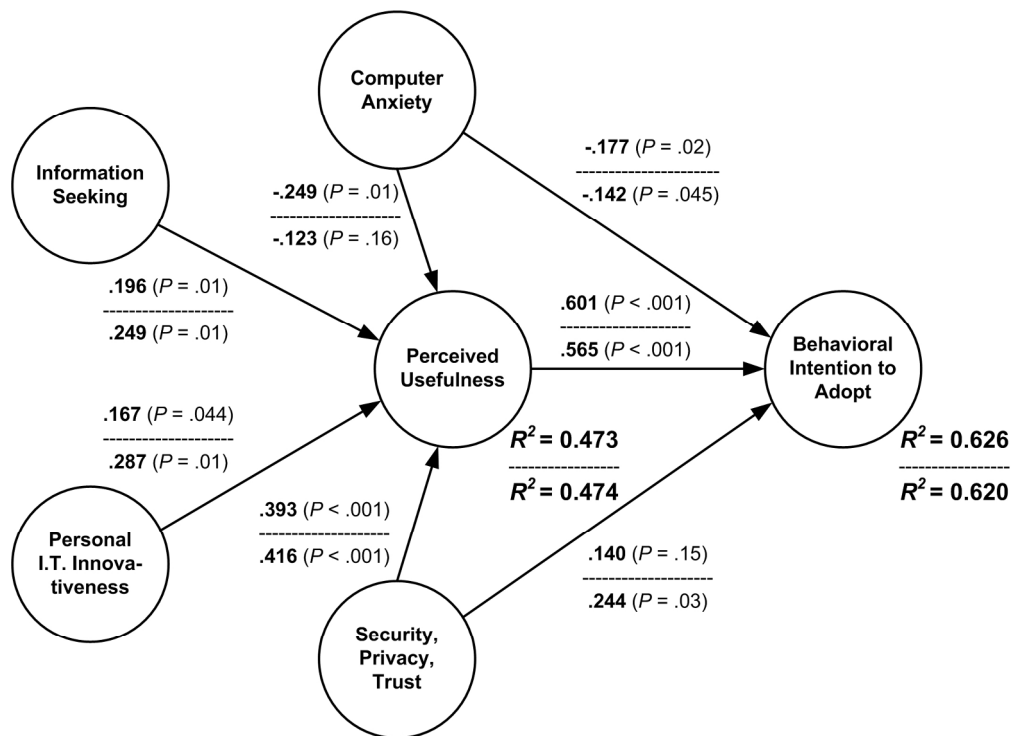 Computer
Anxiety
-.177 (P = .02)
-----------------------
-.142 (P = .045)
Information
Seeking
-.249 (P = .01)
---------------------
-.123 (P = .16)
.196 (P = .01)
---------------------
.249 (P = .01)
.601 (P < .001)
---------------------
.565 (P < .001)
Perceived
Usefulness
Behavioral
Intention to
Adopt
.167 (P = .044)
---------------------
.287 (P = .01)
R² = 0.473
------------------
R² = 0.474
R² = 0.626
------------------
R² = 0.620
.393 (P < .001)
---------------------
.416 (P < .001)
Personal
I.T. Innova-
tiveness
.140 (P = .15)
---------------------
.244 (P = .03)
Security,
Privacy,
Trust